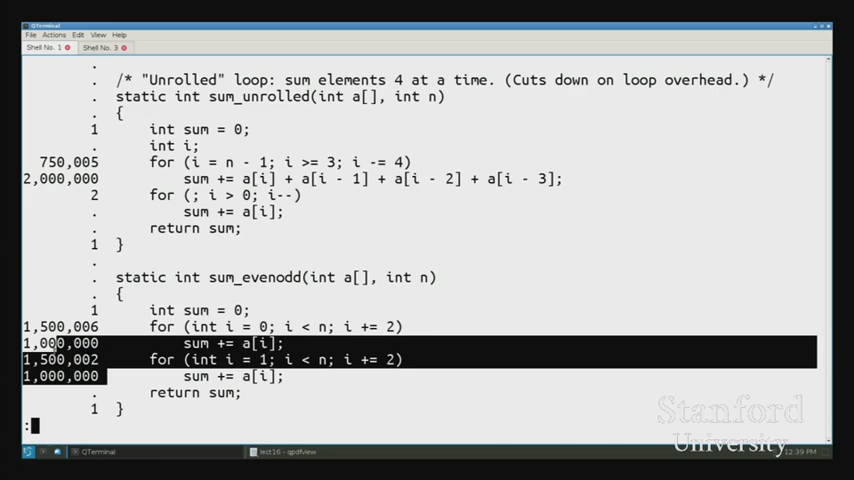 QTerminal
File Actions Edit View Help
Shell No. 1 Shell No. 3
.
. /* "Unrolled" loop: sum elements 4 at a time. (Cuts down on loop overhead.) */
. static int sum_unrolled(int a[], int n)
. {
1 int sum = 0;
. int i;
750,005 for (i = n - 1; i >= 3; i -= 4)
2,000,000 sum += a[i] + a[i - 1] + a[i - 2] + a[i - 3];
2 for (; i > 0; i--)
. sum += a[i];
. return sum;
1 }
.
. static int sum_evenodd(int a[], int n)
. {
1 int sum = 0;
1,500,006 for (int i = 0; i < n; i += 2)
1,000,000 sum += a[i];
1,500,002 for (int i = 1; i < n; i += 2)
1,000,000 sum += a[i];
. return sum;
1 }
:
Stanford
University
QTerminal lect16 - qpdfview 12:39 PM